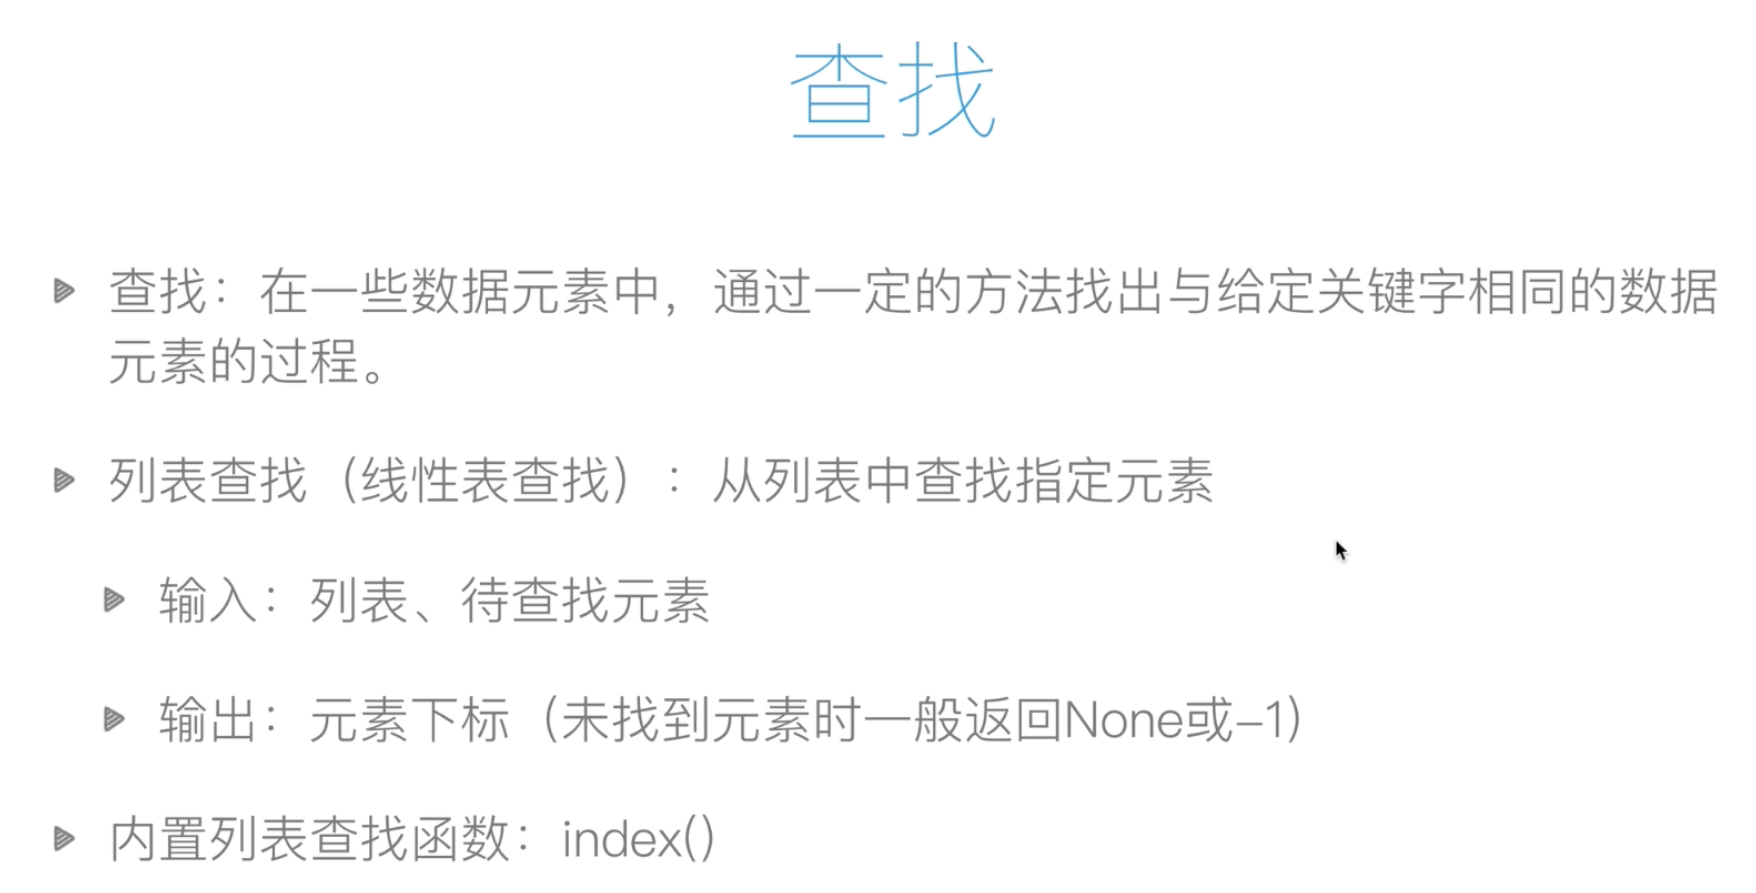 查找
查找：在一些数据元素中，通过一定的方法找出与给定关键字相同的数据
元素的过程。
列表查找（线性表查找）：从列表中查找指定元素
输入：列表、待查找元素
输出：元素下标（未找到元素时一般返回None或-1）
内置列表查找函数：index()